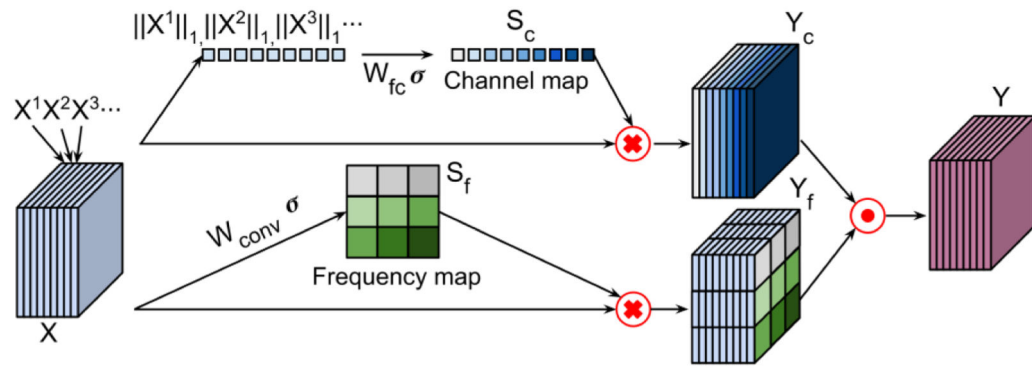 ||X¹||₁,||X²||₁,||X³||₁...
S_c
Y_c
W_fc σ
Channel map
X¹X²X³...
Y
S_f
Y_f
W_conv σ
Frequency map
X